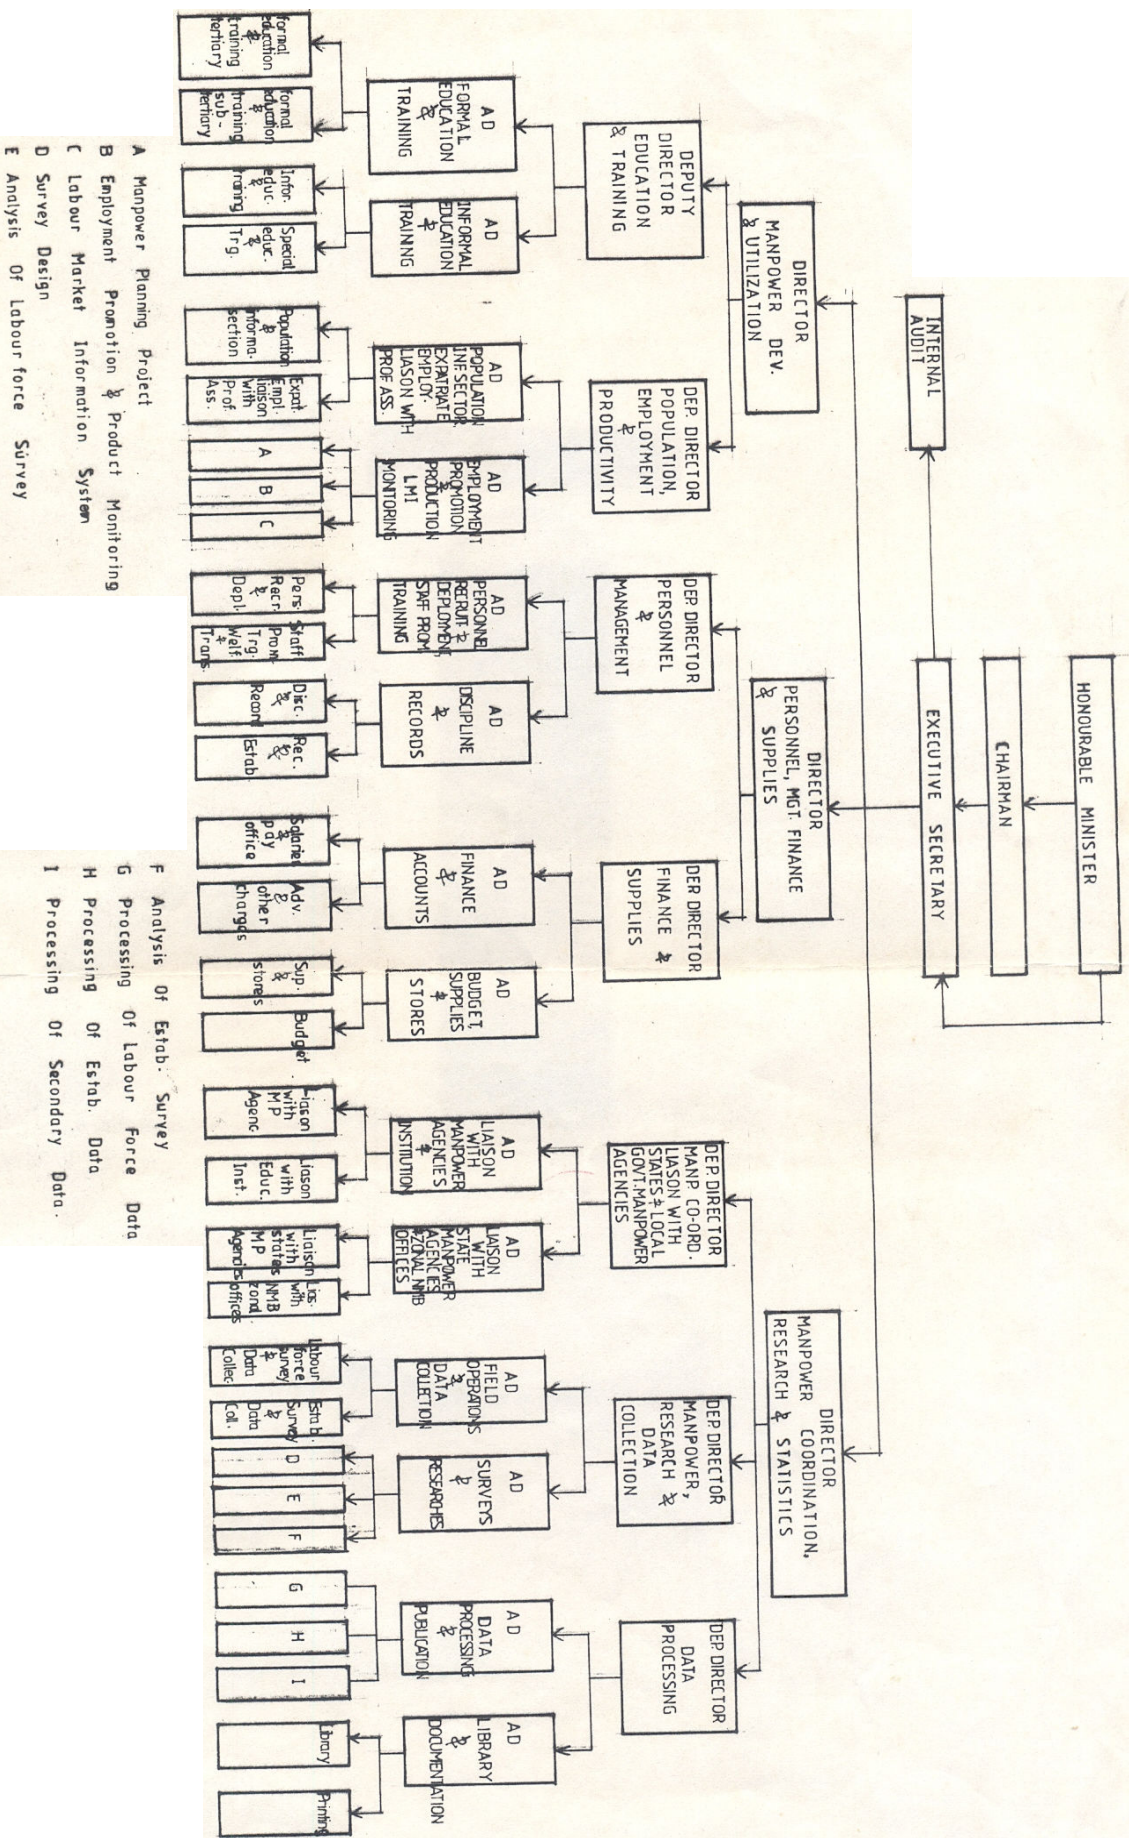 HONOURABLE MINISTER
CHAIRMAN
EXECUTIVE SECRETARY
INTERNAL
AUDIT
DIRECTOR
MANPOWER DEV.
& UTILIZATION
DIRECTOR
PERSONNEL, MGT. FINANCE
& SUPPLIES
DIRECTOR
MANPOWER COORDINATION,
RESEARCH & STATISTICS
DEPUTY
DIRECTOR
EDUCATION
& TRAINING
DEP. DIRECTOR
POPULATION,
EMPLOYMENT
&
PRODUCTIVITY
DEP. DIRECTOR
PERSONNEL
&
MANAGEMENT
DER DIRECTOR
FINANCE &
SUPPLIES
DEP. DIRECTOR
MANP. CO-ORD.
LIASON WITH
STATES & LOCAL
GOVT. MANPOWER
AGENCIES
DEP. DIRECTOR
MANPOWER,
RESEARCH &
DATA
COLLECTION
DEP. DIRECTOR
DATA
PROCESSING
AD
FORMAL
EDUCATION
&
TRAINING
AD
INFORMAL
EDUCATION
&
TRAINING
AD
POPULATION
INF. SECTOR
EXPATRIATE
EMPLOY-
LIASON WITH
PROF ASS.
AD
EMPLOYMENT
PROMOTION
&
PRODUCTION
LMI
MONITORING
AD
PERSONNEL
RECRUIT &
DEPLOYMENT,
STAFF PROM.
TRAINING
AD
DISCIPLINE
&
RECORDS
AD
FINANCE
&
ACCOUNTS
AD
BUDGET,
SUPPLIES
&
STORES
AD
LIAISON
WITH
MANPOWER
AGENCIES
&
INSTITUTION
AD
LIAISON
WITH
STATE
MANPOWER
AGENCIES
& ZONAL NMB
OFFICES
AD
FIELD
OPERATIONS
&
DATA
COLLECTION
AD
SURVEYS
&
RESEARCHES
AD
DATA
PROCESSING
&
PUBLICATION
AD
LIBRARY
&
DOCUMENTATION
formal
education
&
training
tertiary
formal
education
&
training
sub-
tertiary
Infor.
educ.
&
training
Special
educ.
&
Trg.
Population
&
informa.
section
Expat.
Empl.
liaison
with
Prof.
Ass.
A
B
C
Pers.
Recr.
&
Depl.
Staff
Prom.
Trg.
Welf.
&
Trans.
Disc.
&
Record
Rec.
&
Estab.
Salaries
&
pay
office
Adv.
&
other
charges
Sup.
&
stores
Budget
Liason
with
MP
Agenc
Liason
with
Educ.
Inst.
Liaison
with
states
MP
Agencies
Lias.
with
NMB
zonal
offices
Labour
force
survey
&
Data
Collec
Estab.
Survey
&
Data
Coll.
D
E
F
G
H
I
Library
Printing
A Manpower Planning Project
B Employment Promotion & Product Monitoring
C Labour Market Information System
D Survey Design
E Analysis Of Labour force Survey
F Analysis Of Estab. Survey
G Processing Of Labour Force Data
H Processing Of Estab. Data
I Processing Of Secondary Data.